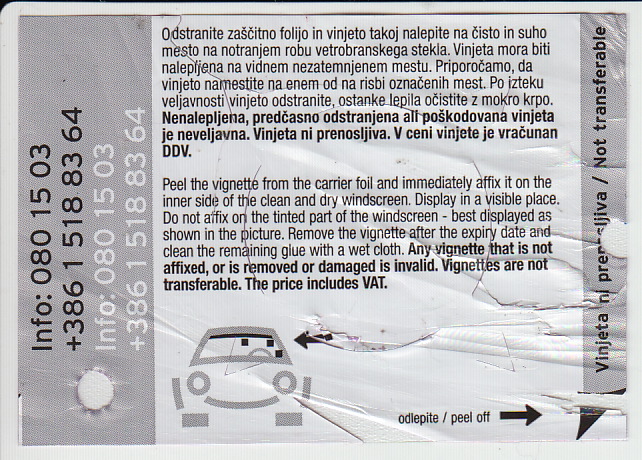 Odstranite zaščitno folijo in vinjeto takoj nalepite na čisto in suho
mesto na notranjem robu vetrobranskega stekla. Vinjeta mora biti
nalepljena na vidnem nezatemnjenem mestu. Priporočamo, da
vinjeto namestite na enem od na risbi označenih mest. Po izteku
veljavnosti vinjeto odstranite, ostanke lepila očistite z mokro krpo.
Nenalepljena, predčasno odstranjena ali poškodovana vinjeta
je neveljavna. Vinjeta ni prenosljiva. V ceni vinjete je vračunan
DDV.
Peel the vignette from the carrier foil and immediately affix it on the
inner side of the clean and dry windscreen. Display in a visible place.
Do not affix on the tinted part of the windscreen - best displayed as
shown in the picture. Remove the vignette after the expiry date and
clean the remaining glue with a wet cloth. Any vignette that is not
affixed, or is removed or damaged is invalid. Vignettes are not
transferable. The price includes VAT.
odlepite / peel off
Info: 080 15 03
+386 1 518 83 64
Info: 080 15 03
+386 1 518 83 64
Vinjeta ni prenosljiva / Not transferable